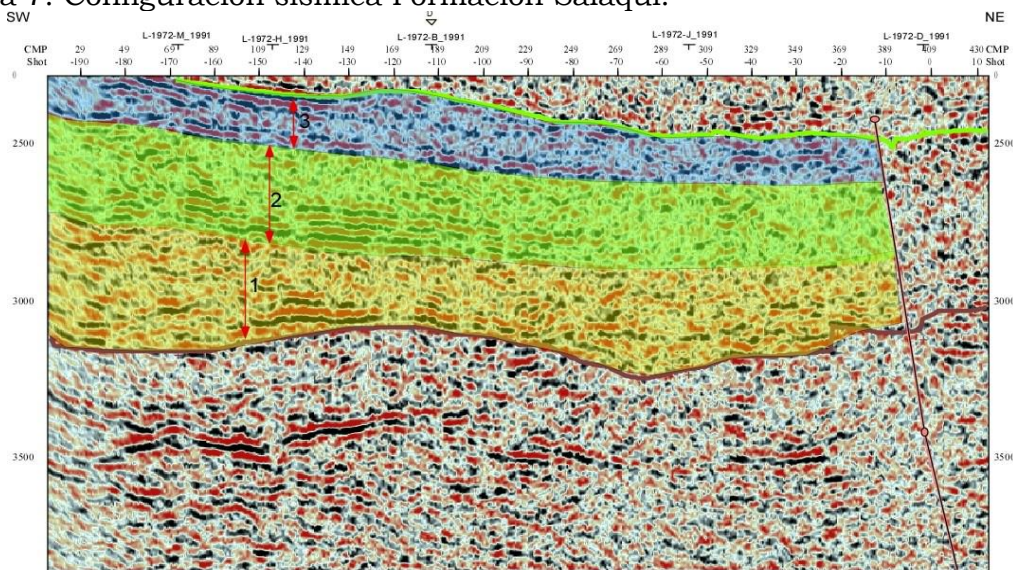 a 7. Configuración sísmica Formación Salaquí.
SW NE
L-1972-M_1991 L-1972-H_1991 L-1972-B_1991 L-1972-J_1991 L-1972-D_1991
CMP 29 49 69 89 109 129 149 169 189 209 229 249 269 289 309 329 349 369 389 409 430 CMP
Shot -190 -180 -170 -160 -150 -130 -120 -110 -100 -90 -80 -70 -60 -50 -40 -30 -20 -10 0 10 Shot
0 0
3
2500 2500
2
1
3000 3000
3500 3500